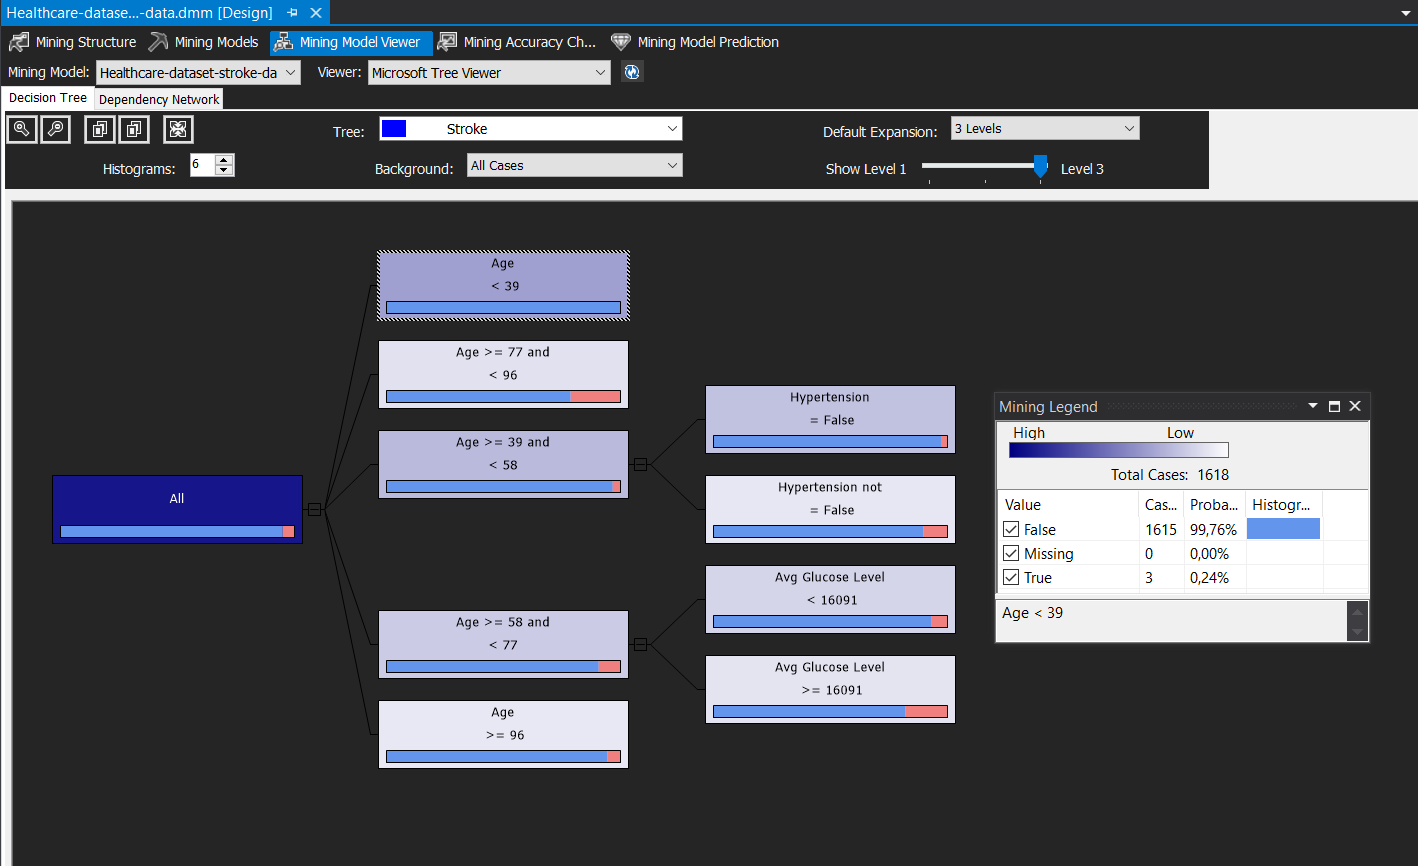 Healthcare-datase...-data.dmm [Design]
Mining Structure
Mining Models
Mining Model Viewer
Mining Accuracy Ch...
Mining Model Prediction
Mining Model:
Healthcare-dataset-stroke-da
Viewer:
Microsoft Tree Viewer
Decision Tree
Dependency Network
Tree:
Stroke
Default Expansion:
3 Levels
Histograms:
6
Background:
All Cases
Show Level 1
Level 3
All
Age
< 39
Age >= 77 and
< 96
Age >= 39 and
< 58
Age >= 58 and
< 77
Age
>= 96
Hypertension
= False
Hypertension not
= False
Avg Glucose Level
< 16091
Avg Glucose Level
>= 16091
Mining Legend
High
Low
Total Cases: 1618
Value Cas... Proba... Histogr...
False 1615 99,76%
Missing 0 0,00%
True 3 0,24%
Age < 39